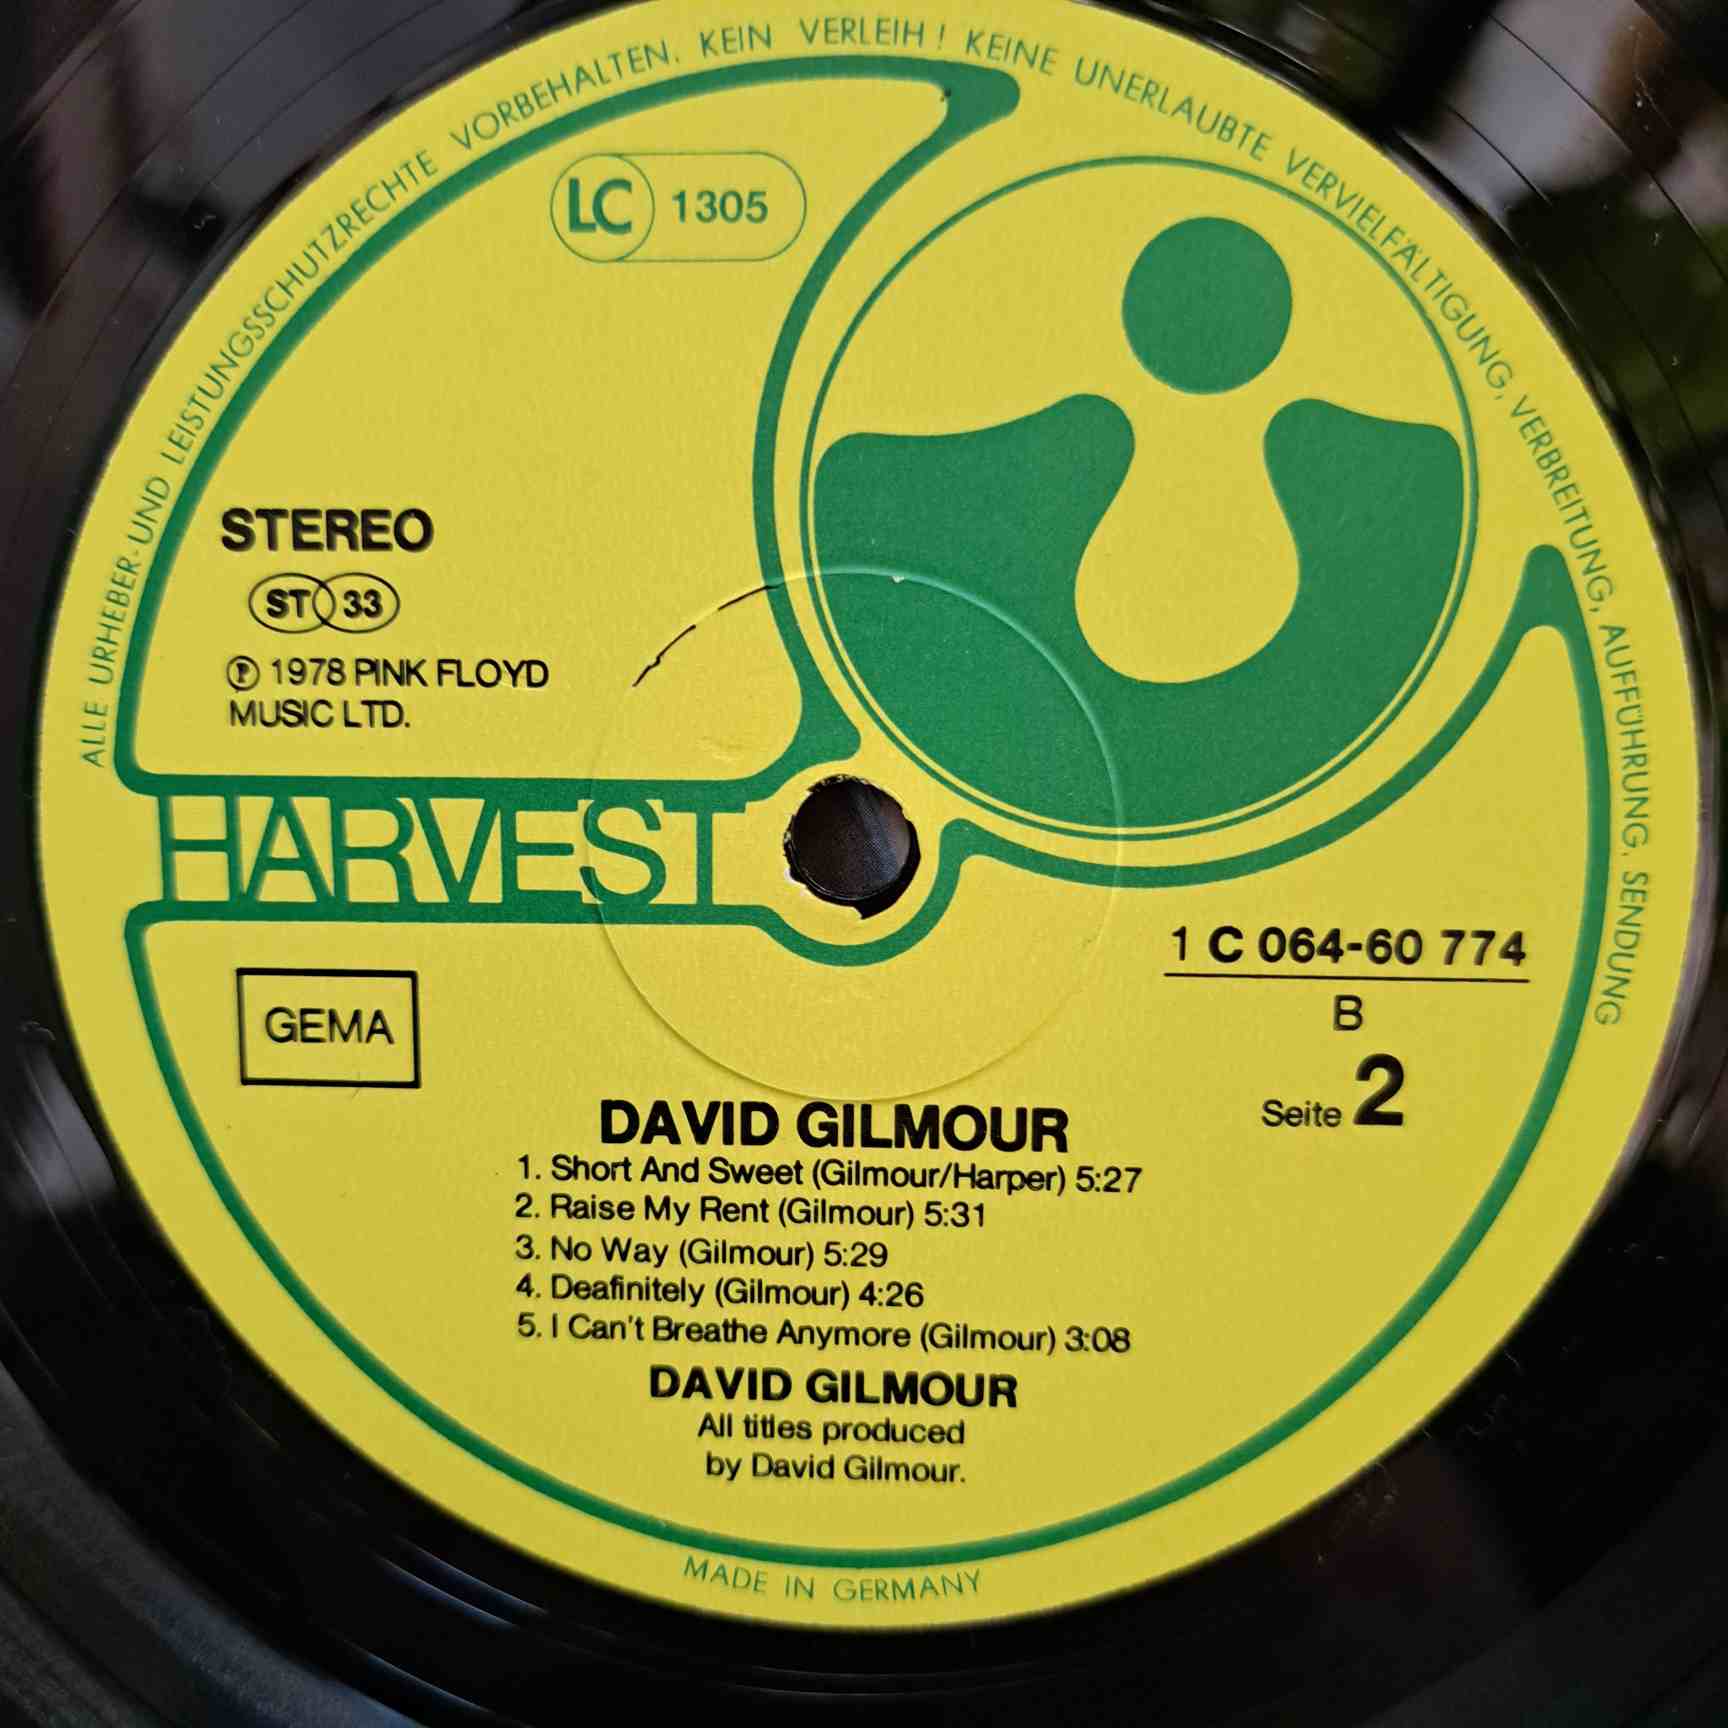 ALLE URHEBER- UND LEISTUNGSSCHUTZRECHTE VORBEHALTEN. KEIN VERLEIH! KEINE UNERLAUBTE VERVIELFÄLTIGUNG, VERBREITUNG, AUFFÜHRUNG, SENDUNG
LC 1305
STEREO
ST 33
Ⓟ 1978 PINK FLOYD
MUSIC LTD.
HARVEST
GEMA
1 C 064-60 774
B
Seite 2
DAVID GILMOUR
1. Short And Sweet (Gilmour/Harper) 5:27
2. Raise My Rent (Gilmour) 5:31
3. No Way (Gilmour) 5:29
4. Deafinitely (Gilmour) 4:26
5. I Can't Breathe Anymore (Gilmour) 3:08
DAVID GILMOUR
All titles produced
by David Gilmour.
MADE IN GERMANY